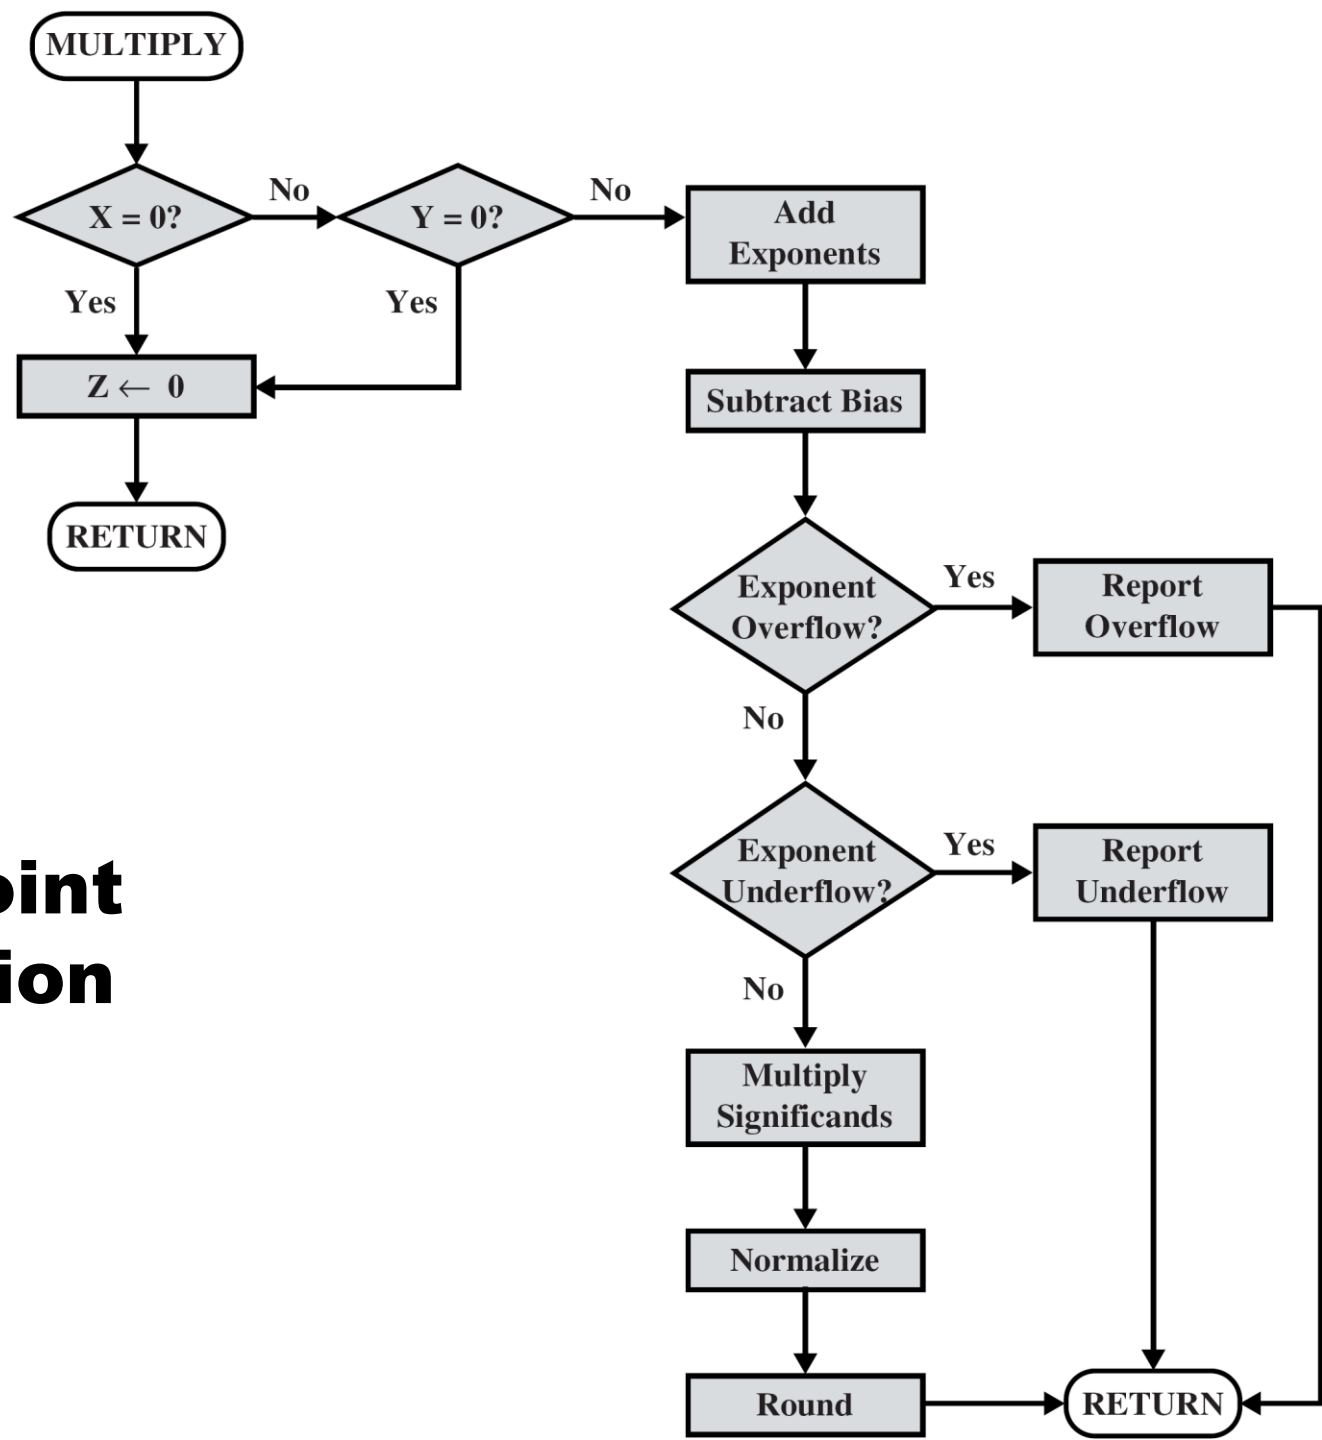 MULTIPLY
X = 0?
No
Y = 0?
No
Add
Exponents
Yes
Yes
Z ← 0
RETURN
Subtract Bias
Exponent
Overflow?
Yes
Report
Overflow
No
Exponent
Underflow?
Yes
Report
Underflow
No
Multiply
Significands
Normalize
Round
RETURN
oint
ion